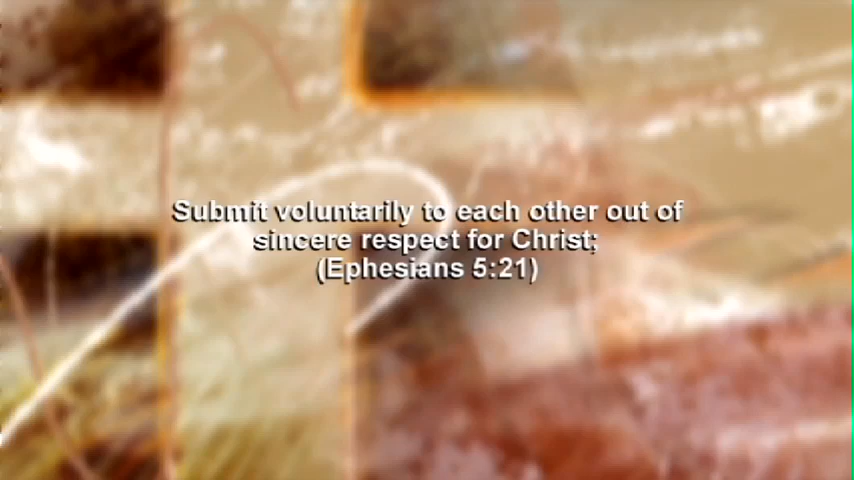 Submit voluntarily to each other out of
sincere respect for Christ;
(Ephesians 5:21)